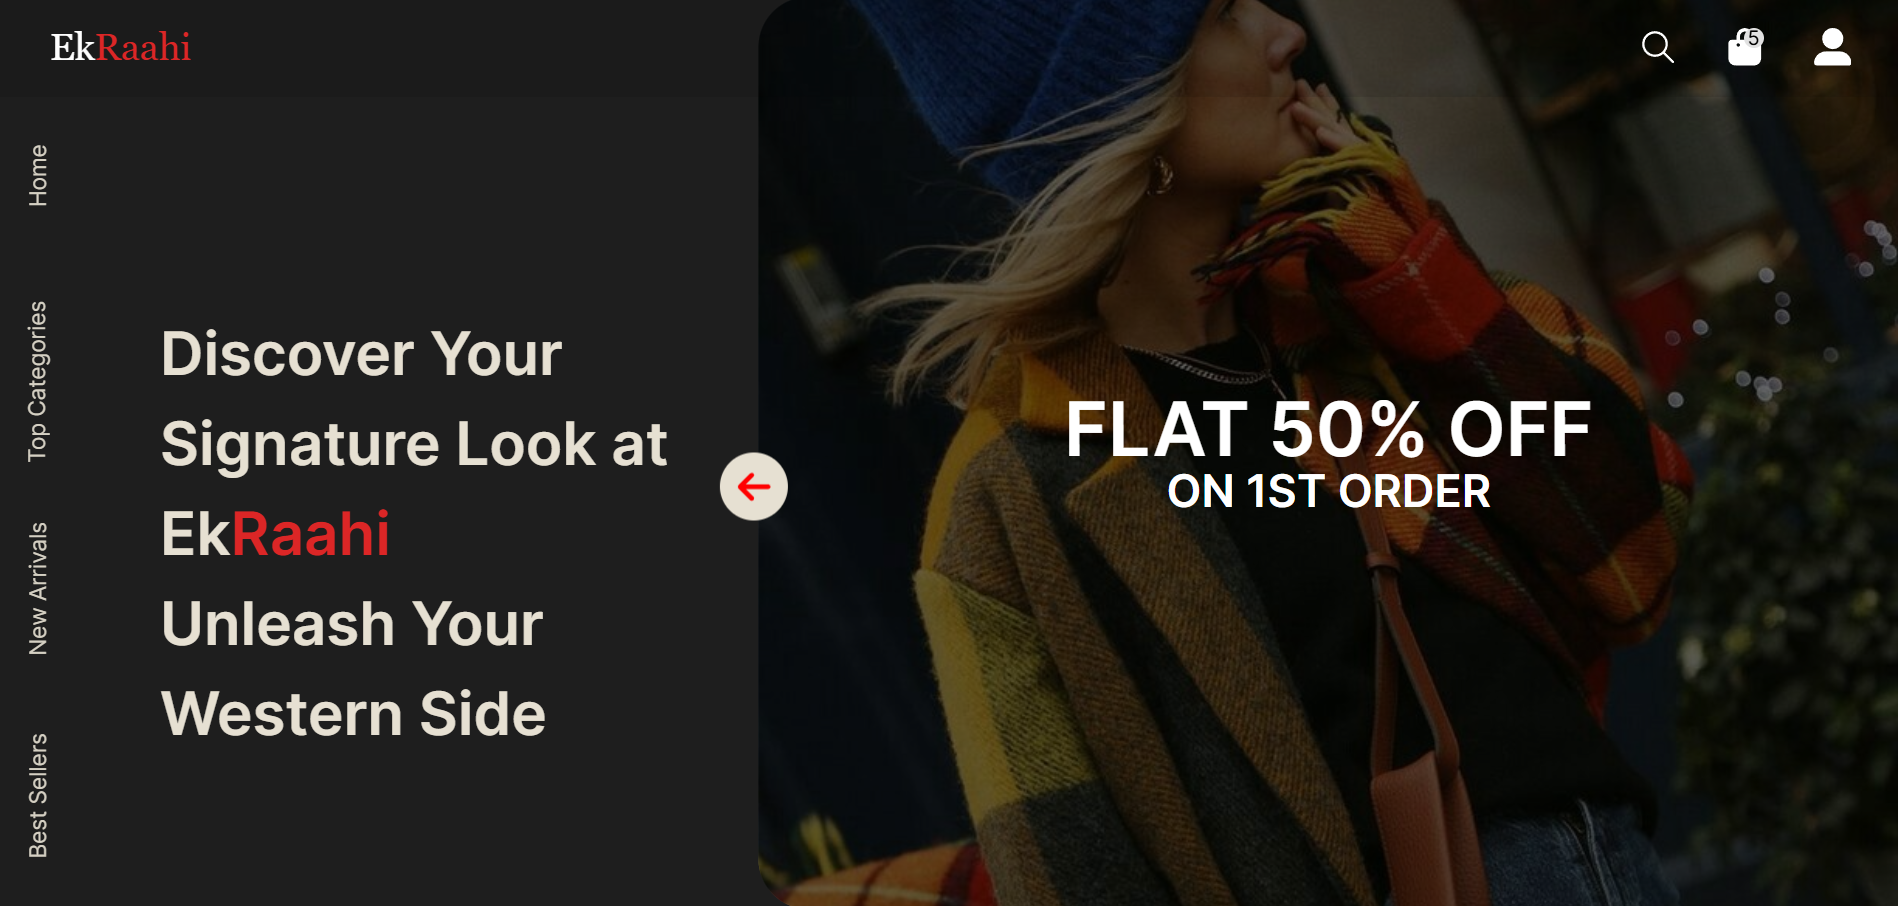 EkRaahi
5
Home
Top Categories
New Arrivals
Best Sellers
Discover Your
Signature Look at
EkRaahi
Unleash Your
Western Side
FLAT 50% OFF
ON 1ST ORDER